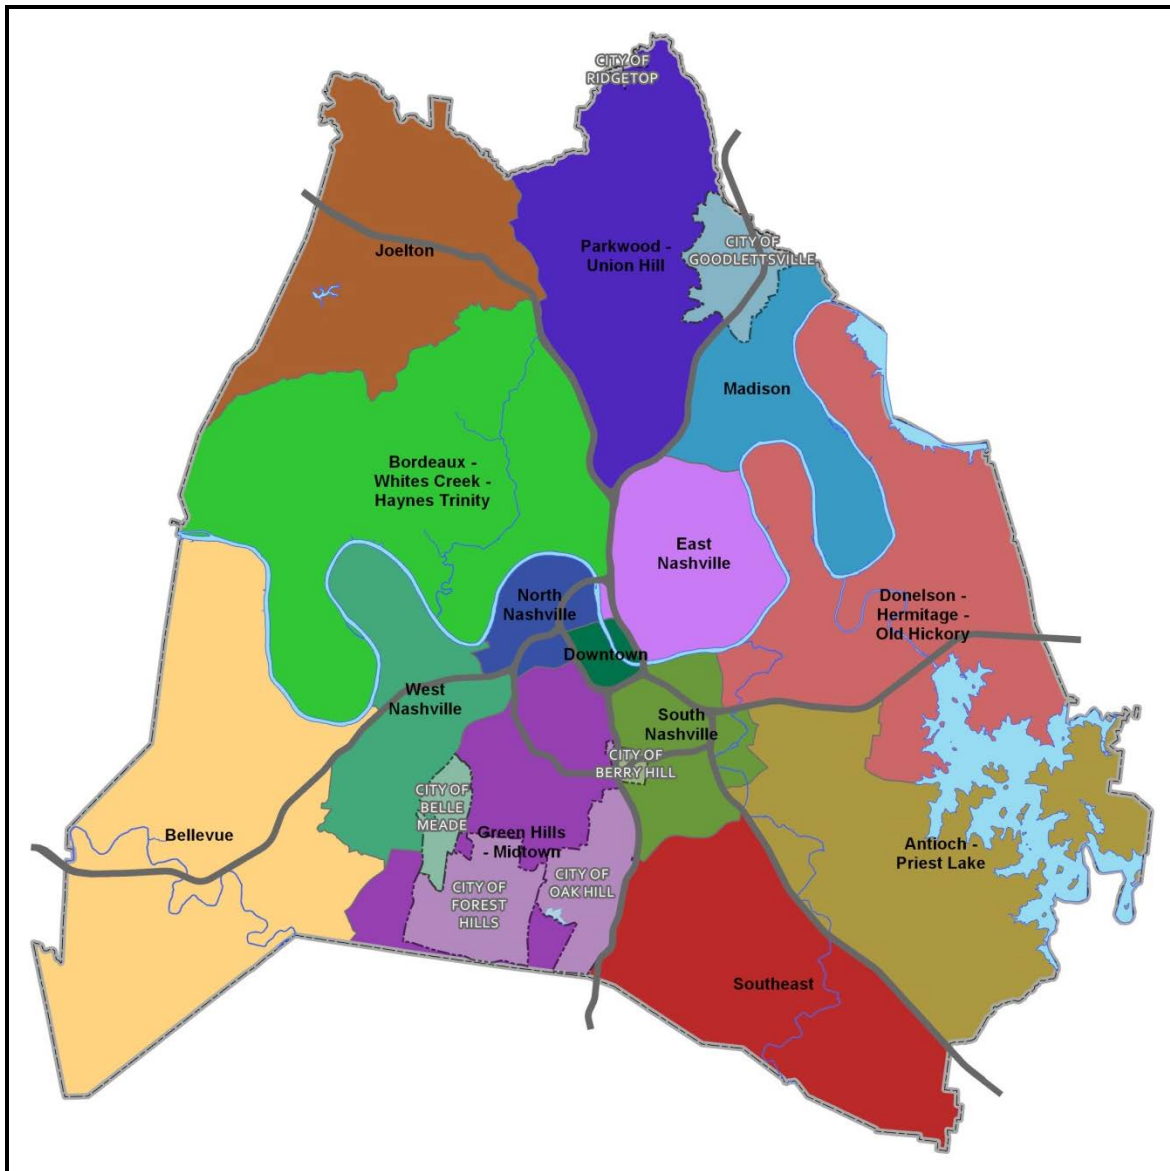 CITY OF
RIDGETOP
Joelton
Parkwood -
Union Hill
CITY OF
GOODLETTSVILLE
Madison
Bordeaux -
Whites Creek -
Haynes Trinity
East
Nashville
North
Nashville
Donelson -
Hermitage -
Old Hickory
Downtown
West
Nashville
South
Nashville
CITY OF
BERRY HILL
CITY OF
BELLE
MEADE
Bellevue
Green Hills
- Midtown
Antioch -
Priest Lake
CITY OF
FOREST
HILLS
CITY OF
OAK HILL
Southeast